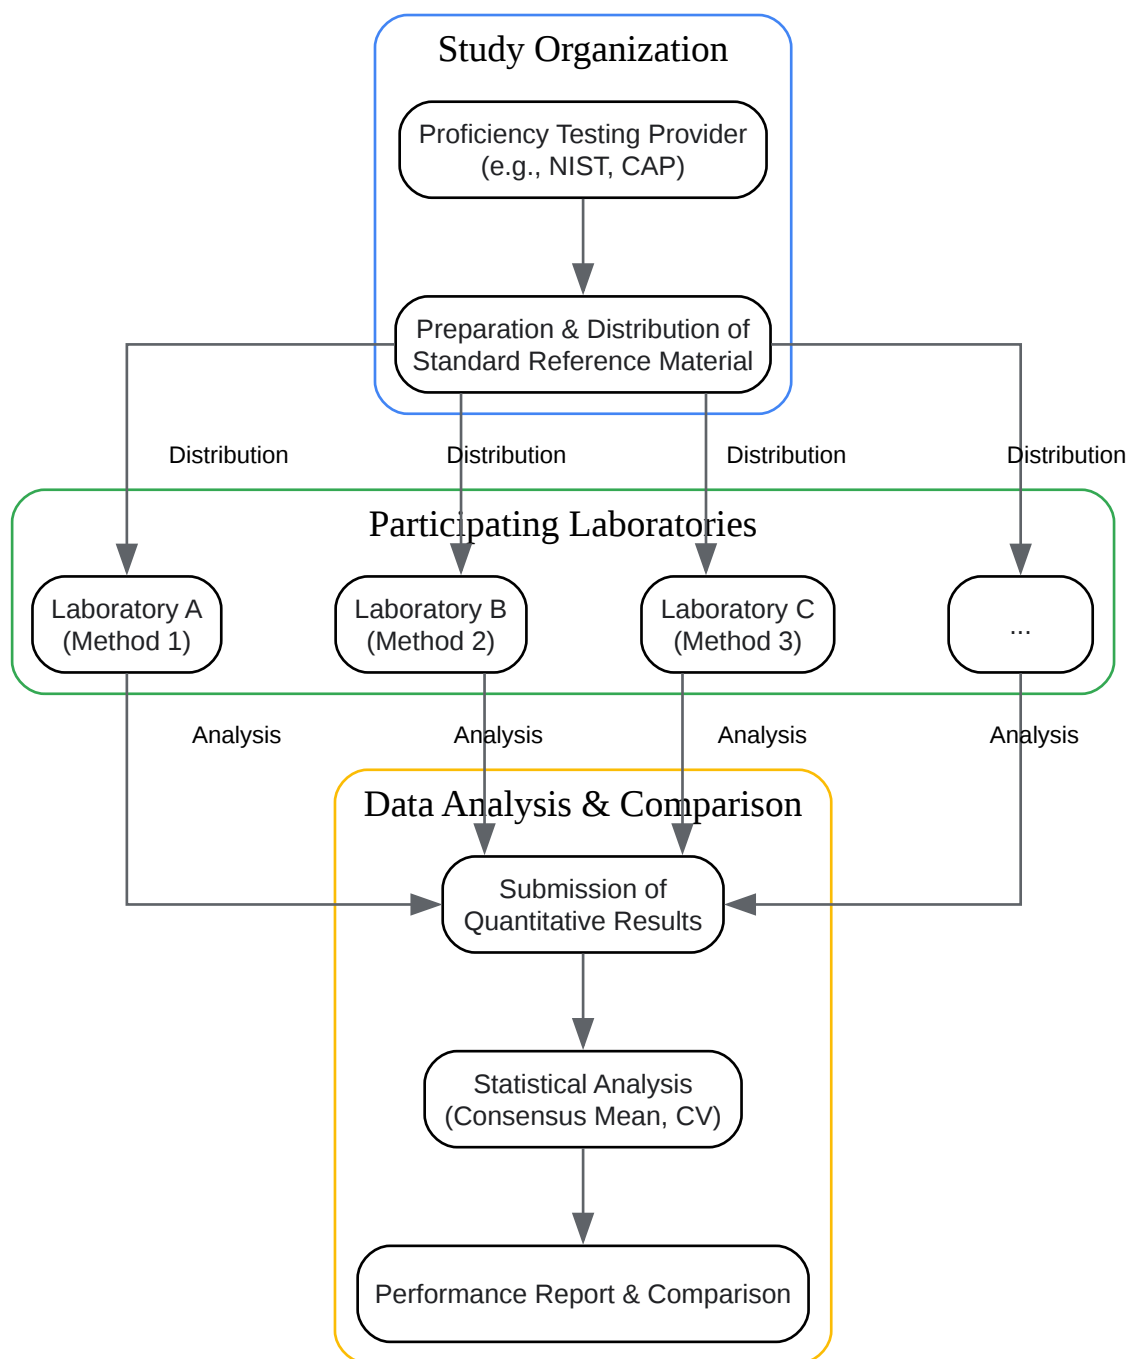 Study Organization
Proficiency Testing Provider
(e.g., NIST, CAP)
Preparation & Distribution of
Standard Reference Material
Distribution
Distribution
Distribution
Distribution
Participating Laboratories
Laboratory A
(Method 1)
Laboratory B
(Method 2)
Laboratory C
(Method 3)
...
Analysis
Analysis
Analysis
Analysis
Data Analysis & Comparison
Submission of
Quantitative Results
Statistical Analysis
(Consensus Mean, CV)
Performance Report & Comparison